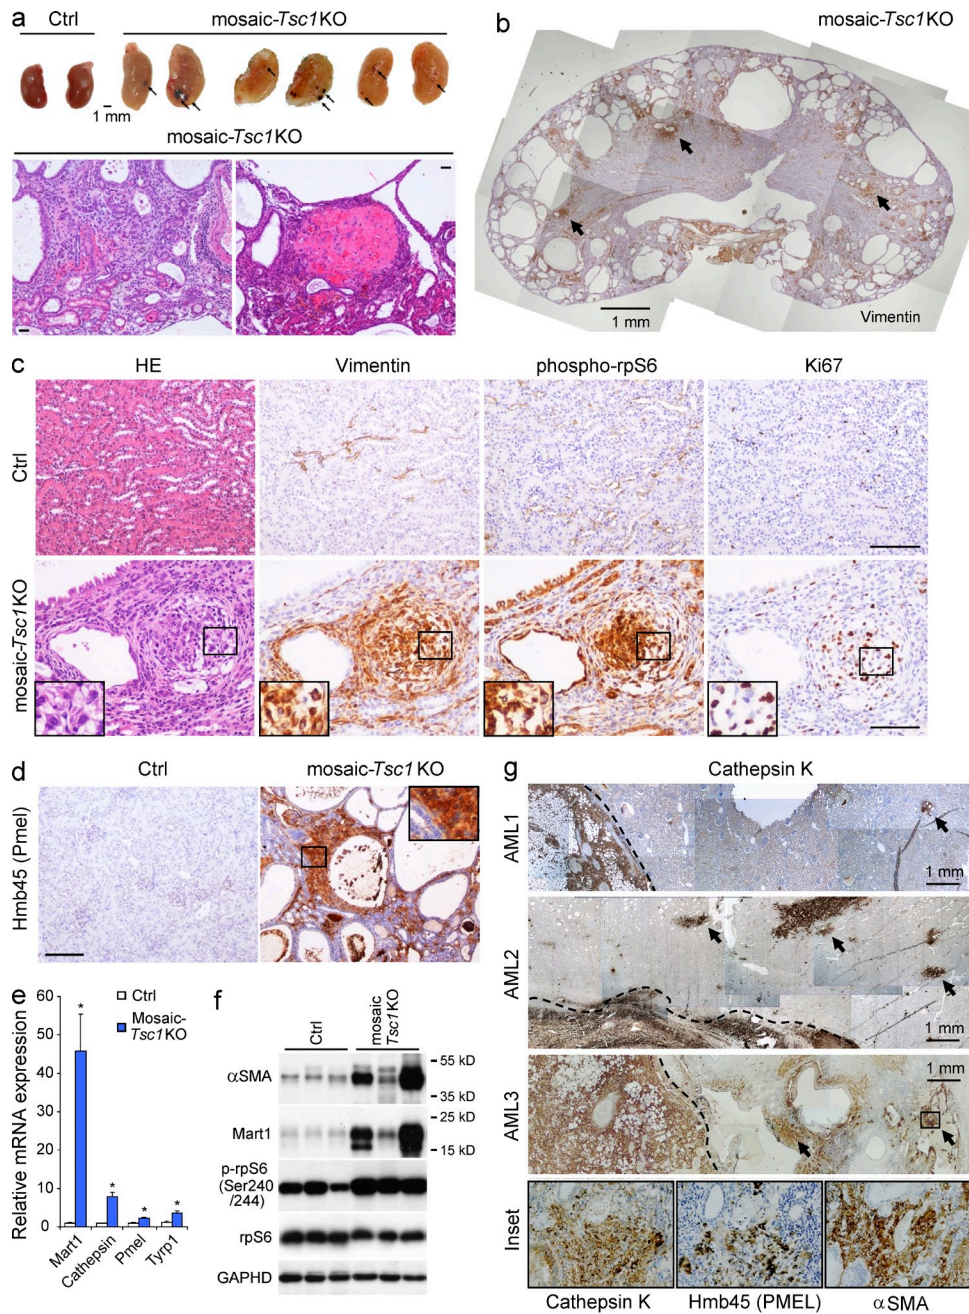 a
Ctrl
mosaic-Tsc1KO
1 mm
mosaic-Tsc1KO
b
mosaic-Tsc1KO
1 mm
Vimentin
c
HE
Vimentin
phospho-rpS6
Ki67
Ctrl
mosaic-Tsc1KO
d
Ctrl
mosaic-Tsc1 KO
Hmb45 (Pmel)
e
Relative mRNA expression
60
50
40
30
20
10
0
Ctrl
Mosaic-
Tsc1KO
*
*
*
*
Mart1
Cathepsin
Pmel
Tyrp1
f
Ctrl
mosaic
Tsc1KO
αSMA
55 kD
35 kD
Mart1
25 kD
15 kD
p-rpS6
(Ser240
/244)
rpS6
GAPHD
g
Cathepsin K
AML1
1 mm
AML2
1 mm
AML3
1 mm
Inset
Cathepsin K
Hmb45 (PMEL)
αSMA